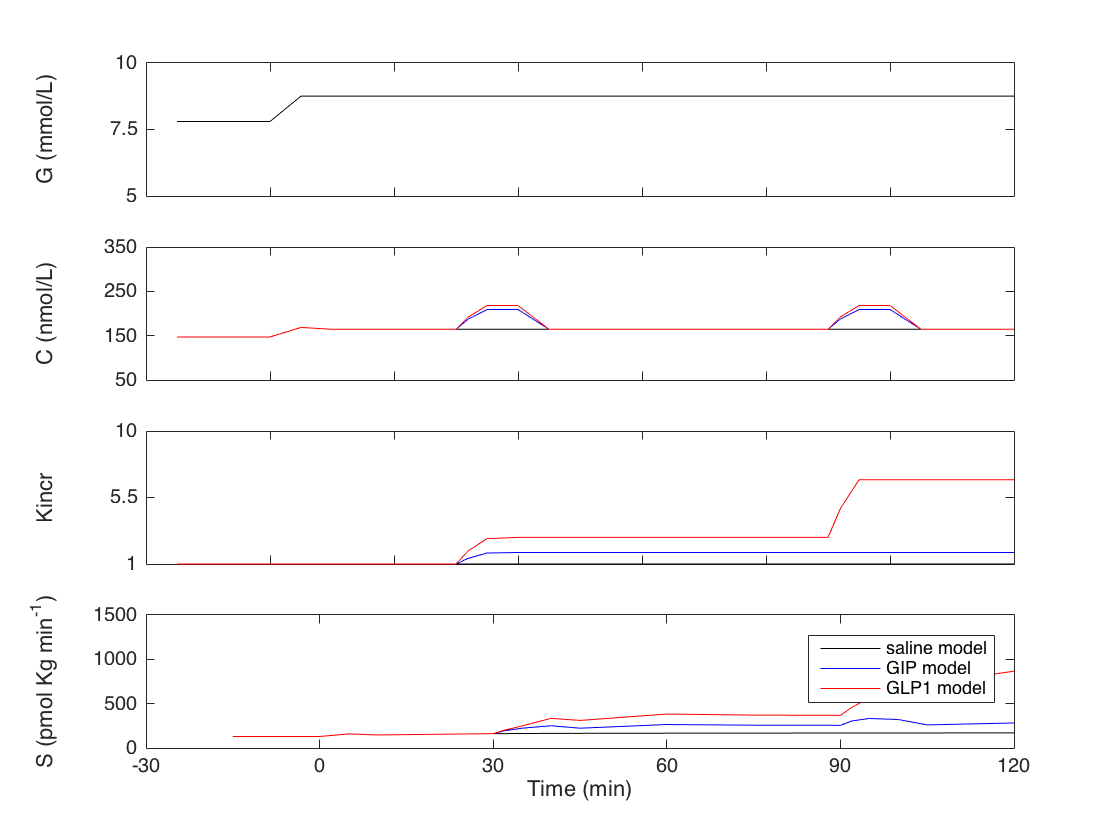 G (mmol/L)
10
7.5
5
C (nmol/L)
350
250
150
50
Kincr
10
5.5
1
S (pmol Kg min⁻¹)
1500
1000
500
0
saline model
GIP model
GLP1 model
-30 0 30 60 90 120
Time (min)